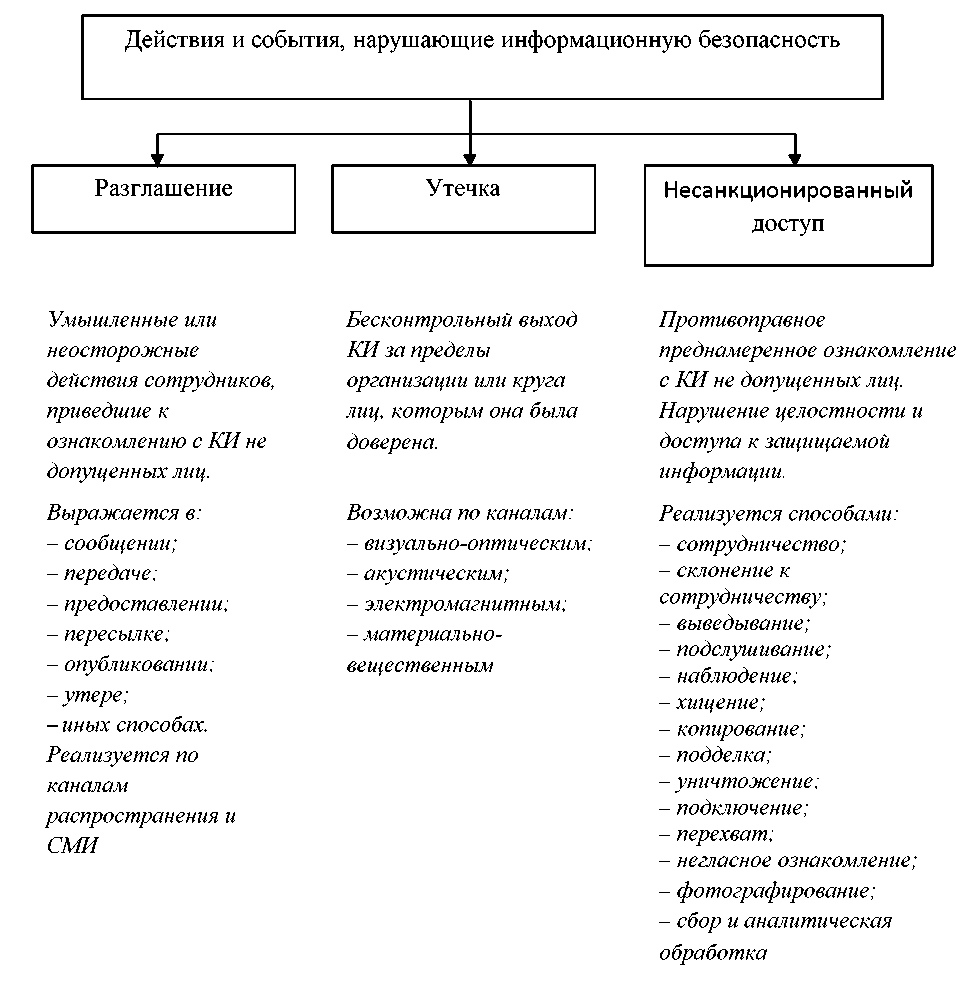 Действия и события, нарушающие информационную безопасность
Разглашение
Утечка
Несанкционированный
доступ
Умышленные или
неосторожные
действия сотрудников,
приведшие к
ознакомлению с КИ не
допущенных лиц.
Выражается в:
– сообщении;
– передаче;
– предоставлении;
– пересылке;
– опубликовании;
– утере;
– иных способах.
Реализуется по
каналам
распространения и
СМИ
Бесконтрольный выход
КИ за пределы
организации или круга
лиц, которым она была
доверена.
Возможна по каналам:
– визуально-оптическим;
– акустическим;
– электромагнитным;
– материально-
вещественным
Противоправное
преднамеренное ознакомление
с КИ не допущенных лиц.
Нарушение целостности и
доступа к защищаемой
информации.
Реализуется способами:
– сотрудничество;
– склонение к
сотрудничеству;
– выведывание;
– подслушивание;
– наблюдение;
– хищение;
– копирование;
– подделка;
– уничтожение;
– подключение;
– перехват;
– негласное ознакомление;
– фотографирование;
– сбор и аналитическая
обработка